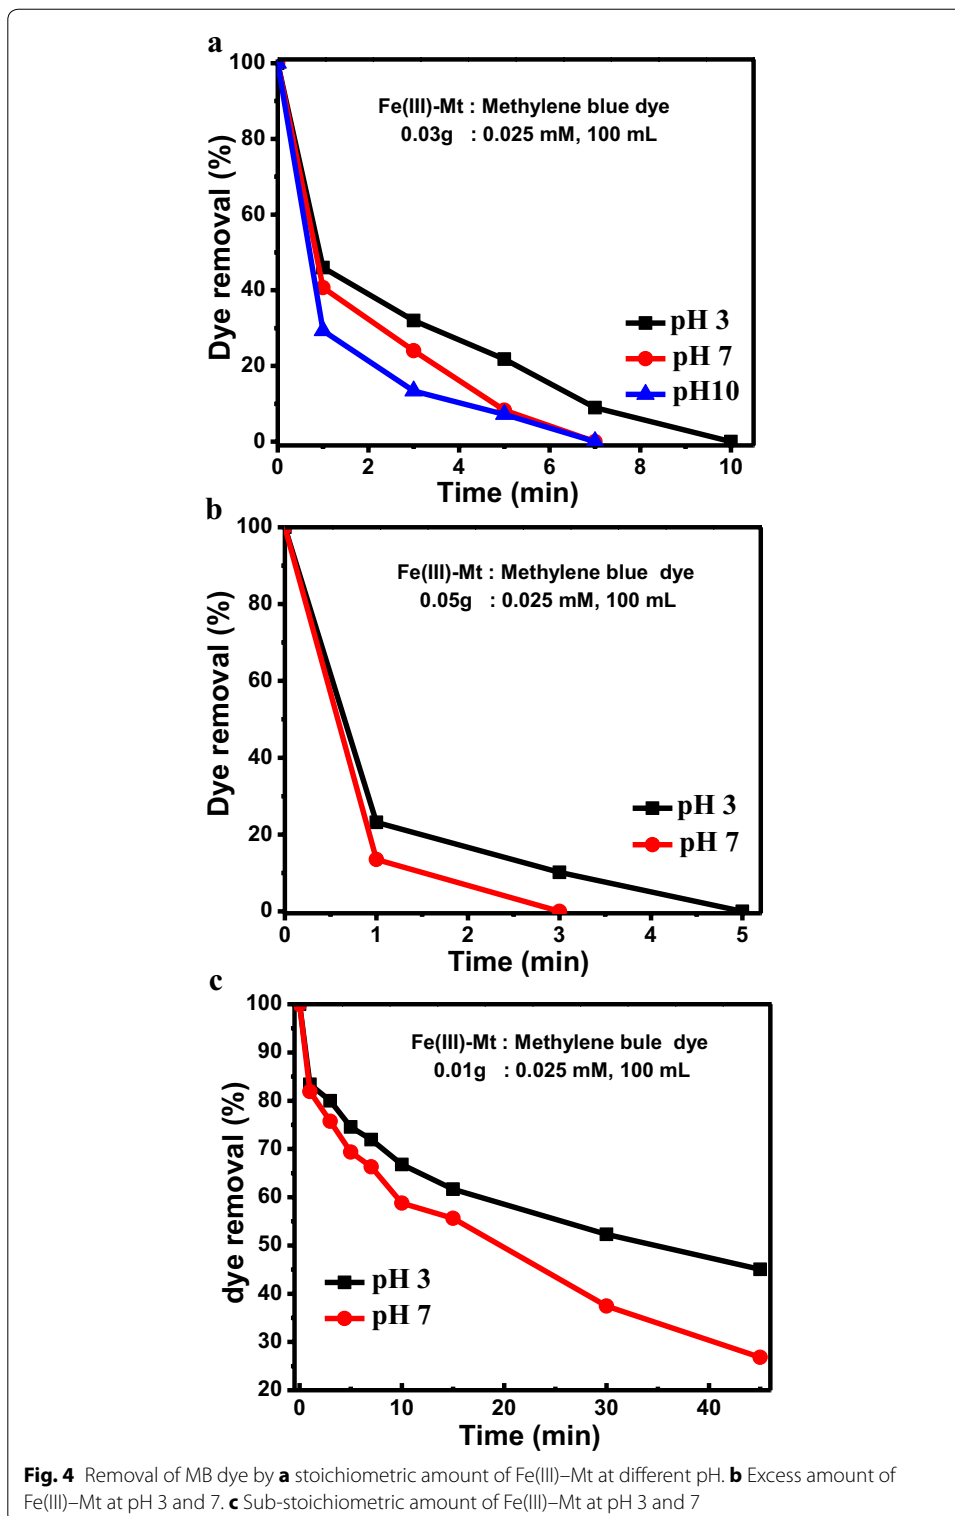 a
100
80
60
40
20
0
Dye removal (%)
Fe(III)-Mt : Methylene blue dye
0.03g : 0.025 mM, 100 mL
pH 3
pH 7
pH10
0 2 4 6 8 10
Time (min)
b
100
80
60
40
20
0
Dye removal (%)
Fe(III)-Mt : Methylene blue dye
0.05g : 0.025 mM, 100 mL
pH 3
pH 7
0 1 2 3 4 5
Time (min)
c
100
90
80
70
60
50
40
30
20
dye removal (%)
Fe(III)-Mt : Methylene bule dye
0.01g : 0.025 mM, 100 mL
pH 3
pH 7
0 10 20 30 40
Time (min)
Fig. 4 Removal of MB dye by a stoichiometric amount of Fe(III)–Mt at different pH. b Excess amount of
Fe(III)–Mt at pH 3 and 7. c Sub-stoichiometric amount of Fe(III)–Mt at pH 3 and 7